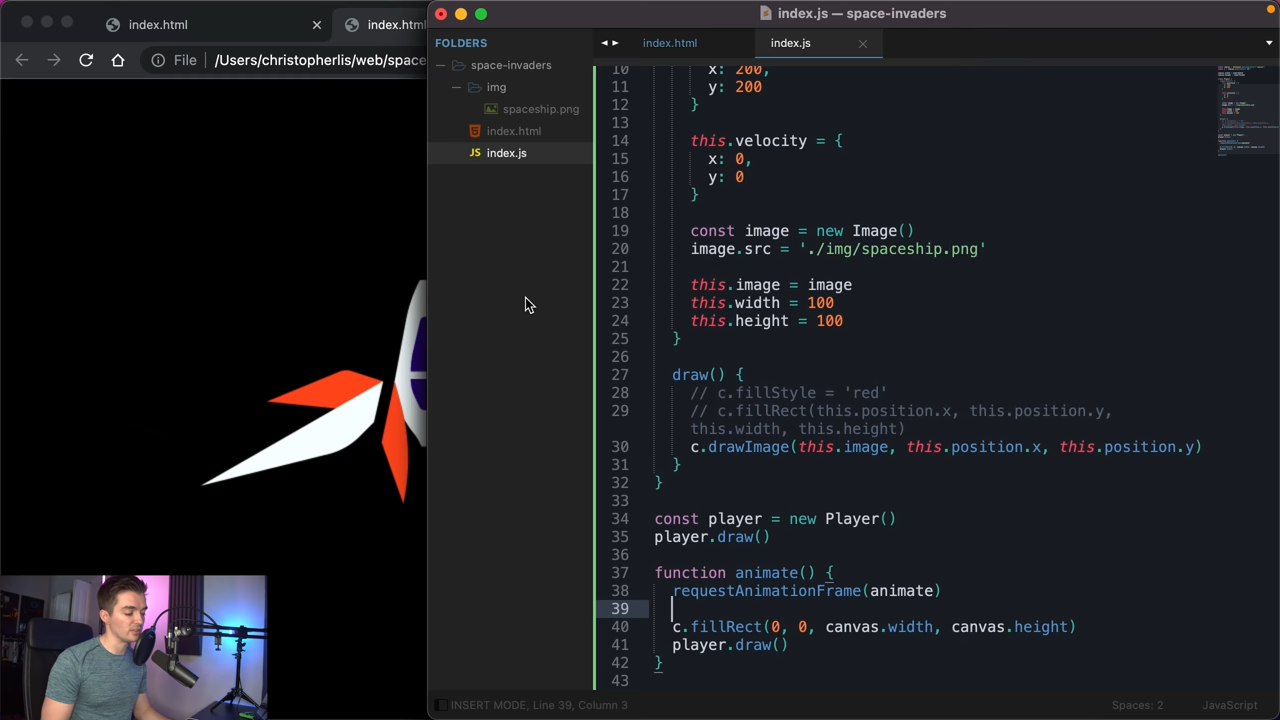 index.html
index.html
File
/Users/christopherlis/web/space
index.js — space-invaders
FOLDERS
space-invaders
img
spaceship.png
index.html
JS index.js
index.html
index.js
10 x: 200,
11 y: 200
12 }
13
14 this.velocity = {
15 x: 0,
16 y: 0
17 }
18
19 const image = new Image()
20 image.src = './img/spaceship.png'
21
22 this.image = image
23 this.width = 100
24 this.height = 100
25 }
26
27 draw() {
28 // c.fillStyle = 'red'
29 // c.fillRect(this.position.x, this.position.y,
this.width, this.height)
30 c.drawImage(this.image, this.position.x, this.position.y)
31 }
32 }
33
34 const player = new Player()
35 player.draw()
36
37 function animate() {
38 requestAnimationFrame(animate)
39
40 c.fillRect(0, 0, canvas.width, canvas.height)
41 player.draw()
42 }
43
INSERT MODE, Line 39, Column 3
Spaces: 2
JavaScript